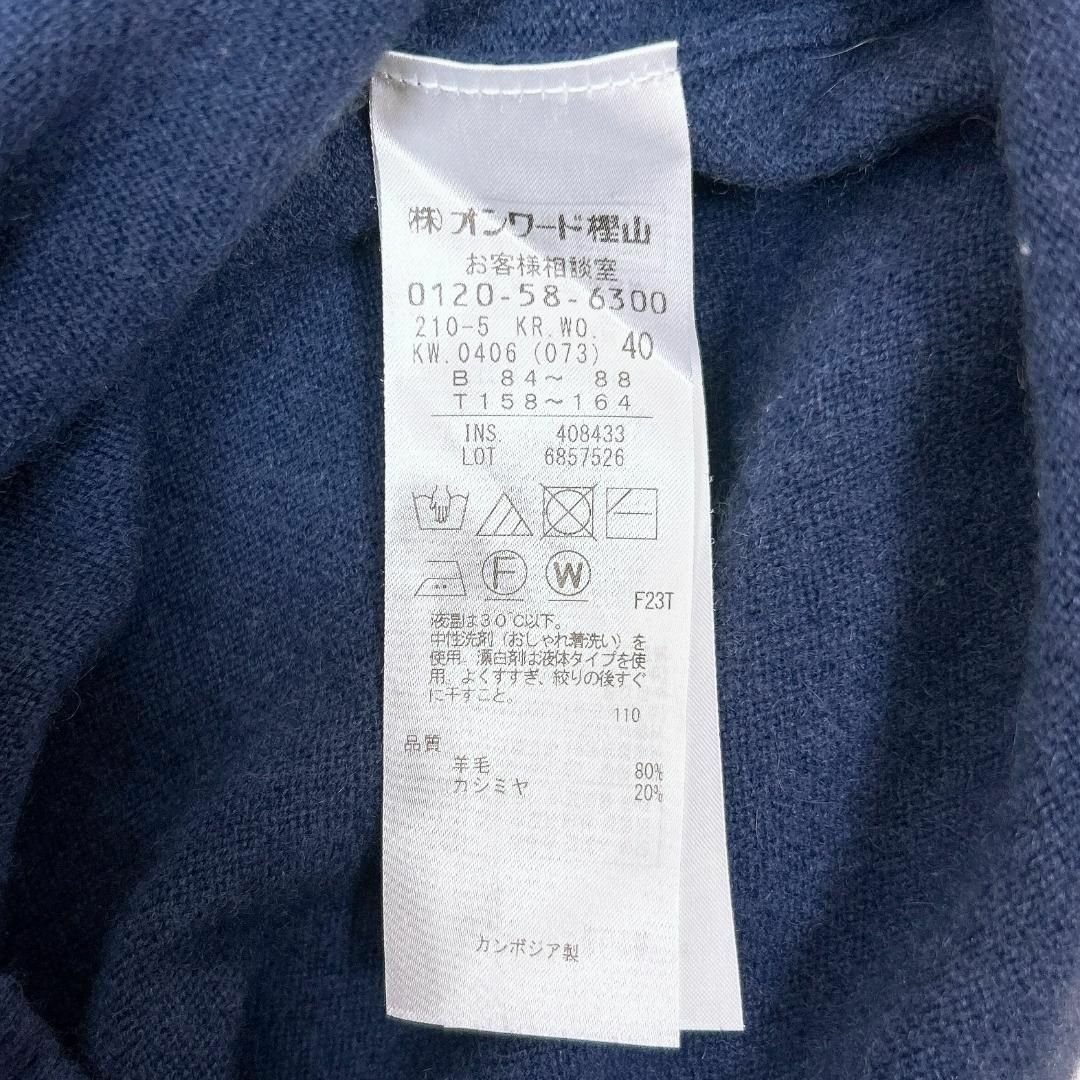 ㈱オンワード樫山
お客様相談室
0120-58-6300
210-5 KR.WO.
KW.0406 (073) 40
B 84～ 88
T158～164
INS. 408433
LOT 6857526
F W
F23T
液温は30℃以下。
中性洗剤（おしゃれ着洗い）を
使用。漂白剤は液体タイプを使
用。よくすすぎ、絞りの後すぐ
に干すこと。
110
品質
羊毛 80%
カシミヤ 20%
カンボジア製